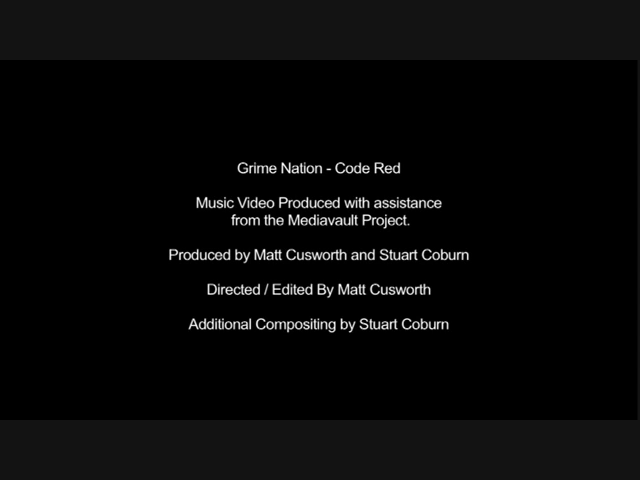 Grime Nation - Code Red
Music Video Produced with assistance
from the Mediavault Project.
Produced by Matt Cusworth and Stuart Coburn
Directed / Edited By Matt Cusworth
Additional Compositing by Stuart Coburn